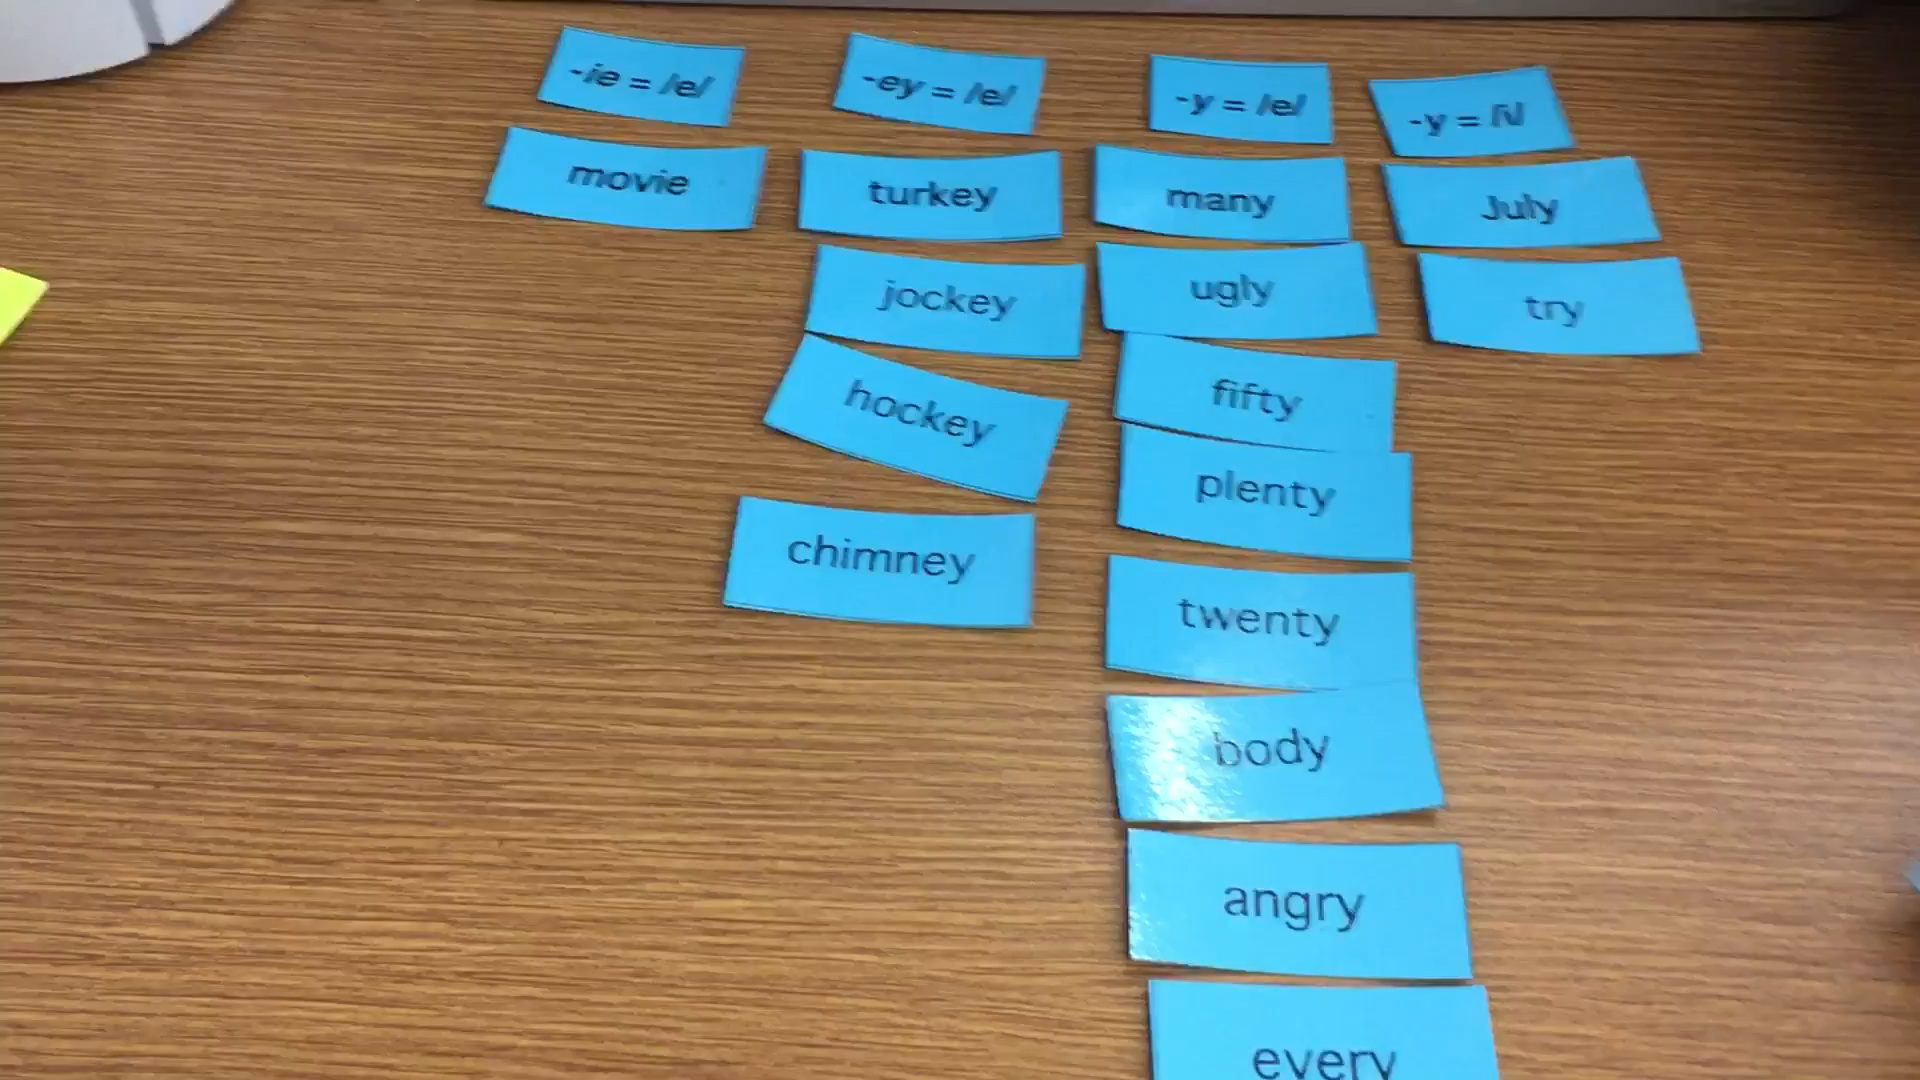 -ie = /e/
-ey = /e/
-y = /e/
-y = /i/
movie
turkey
many
July
jockey
ugly
try
hockey
fifty
chimney
plenty
twenty
body
angry
every